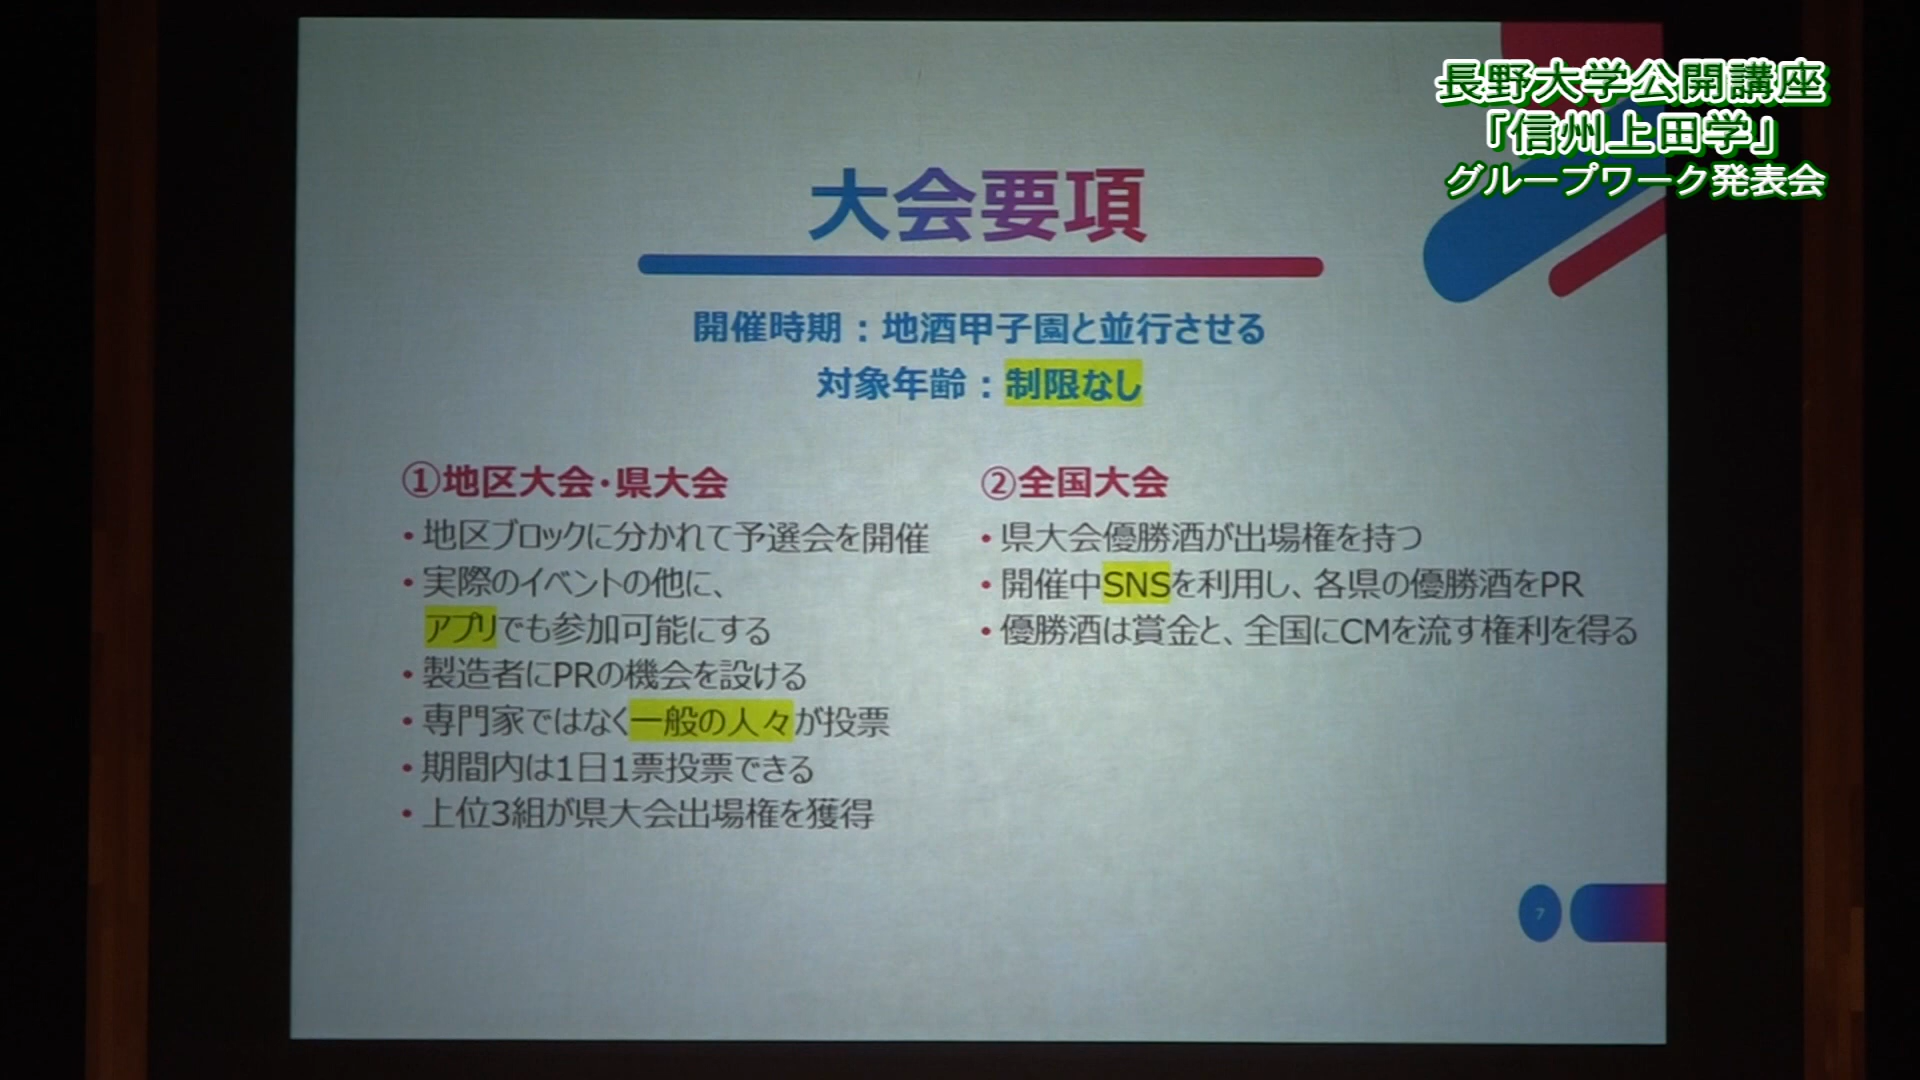 長野大学公開講座
「信州上田学」
グループワーク発表会
大会要項
開催時期：地酒甲子園と並行させる
対象年齢：制限なし
①地区大会・県大会
・地区ブロックに分かれて予選会を開催
・実際のイベントの他に、
アプリでも参加可能にする
・製造者にPRの機会を設ける
・専門家ではなく一般の人々が投票
・期間内は1日1票投票できる
・上位3組が県大会出場権を獲得
②全国大会
・県大会優勝酒が出場権を持つ
・開催中SNSを利用し、各県の優勝酒をPR
・優勝酒は賞金と、全国にCMを流す権利を得る
7